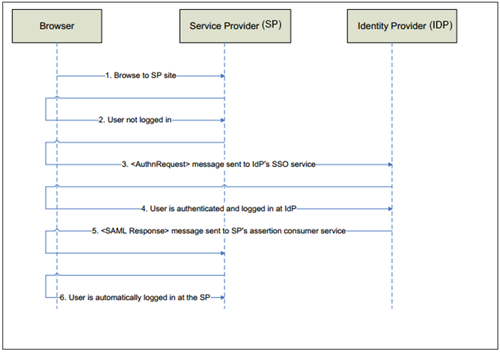 Browser
Service Provider (SP)
Identity Provider (IDP)
1. Browse to SP site
2. User not logged in
3. <AuthnRequest> message sent to IdP's SSO service
4. User is authenticated and logged in at IdP
5. <SAML Response> message sent to SP's assertion consumer service
6. User is automatically logged in at the SP